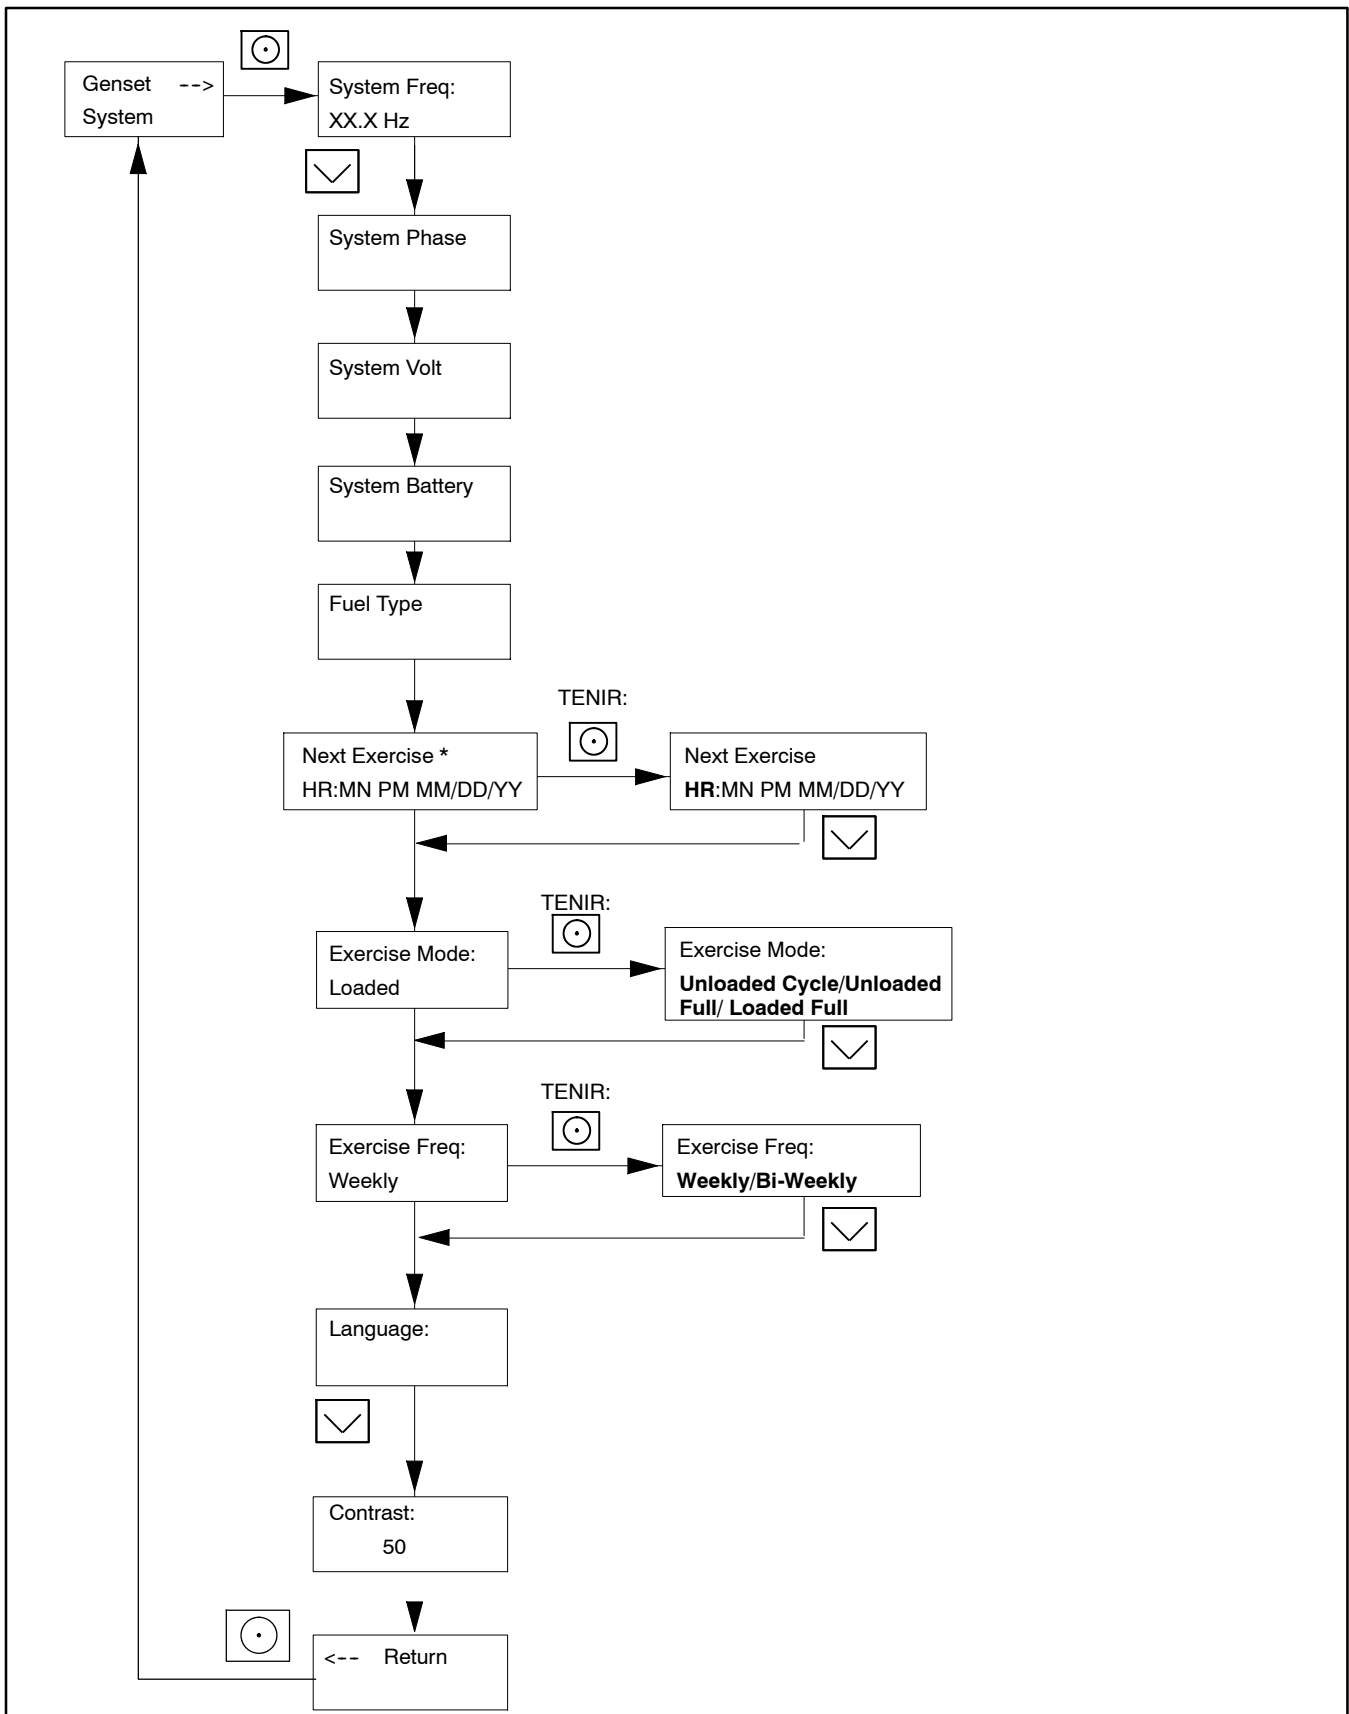 Genset -->
System
System Freq:
XX.X Hz
System Phase
System Volt
System Battery
Fuel Type
TENIR:
Next Exercise *
HR:MN PM MM/DD/YY
Next Exercise
HR:MN PM MM/DD/YY
TENIR:
Exercise Mode:
Loaded
Exercise Mode:
Unloaded Cycle/Unloaded
Full/ Loaded Full
TENIR:
Exercise Freq:
Weekly
Exercise Freq:
Weekly/Bi-Weekly
Language:
Contrast:
50
<-- Return